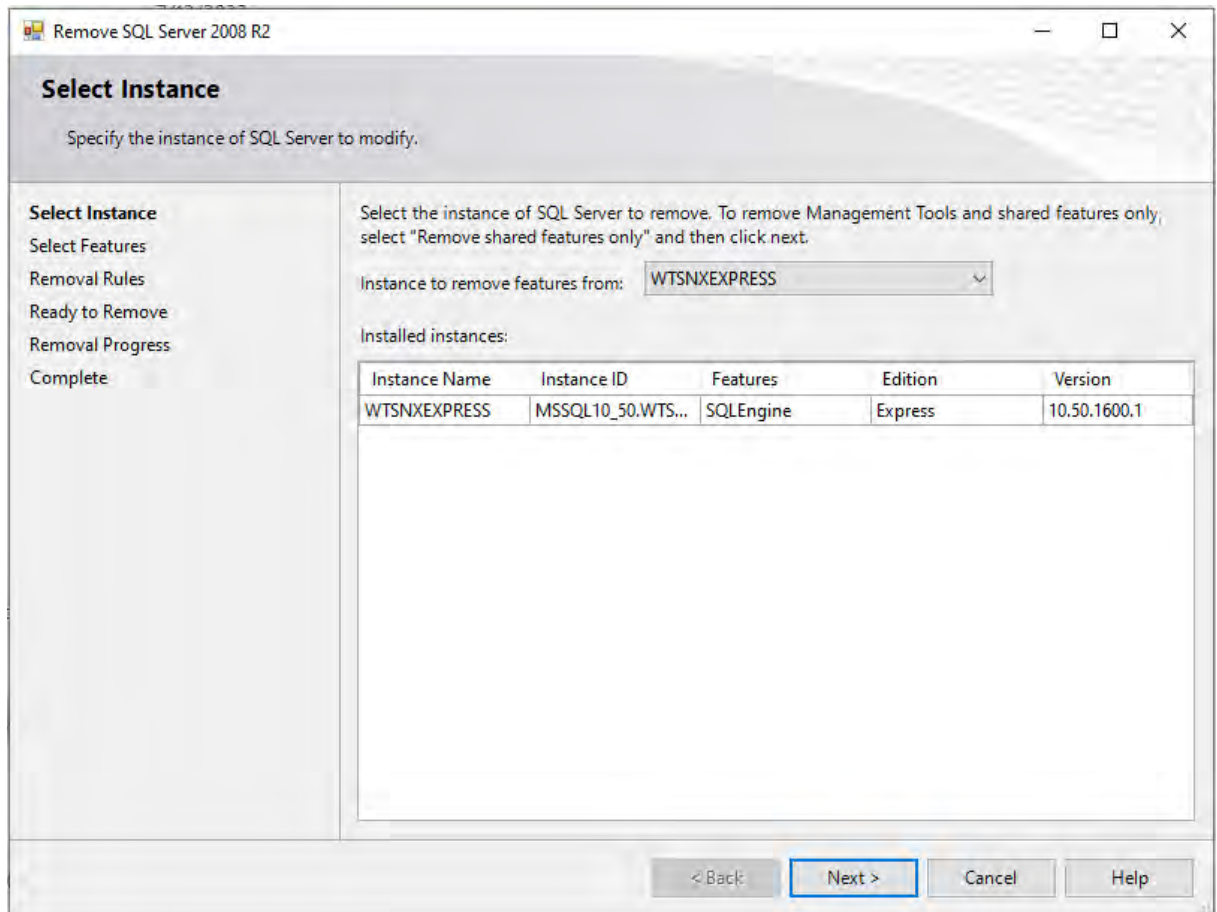 Remove SQL Server 2008 R2
Select Instance
Specify the instance of SQL Server to modify.
Select Instance
Select Features
Removal Rules
Ready to Remove
Removal Progress
Complete
Select the instance of SQL Server to remove. To remove Management Tools and shared features only,
select "Remove shared features only" and then click next.
Instance to remove features from: WTSNXEXPRESS
Installed instances:
Instance Name Instance ID Features Edition Version
WTSNXEXPRESS MSSQL10_50.WTS... SQLEngine Express 10.50.1600.1
< Back Next > Cancel Help